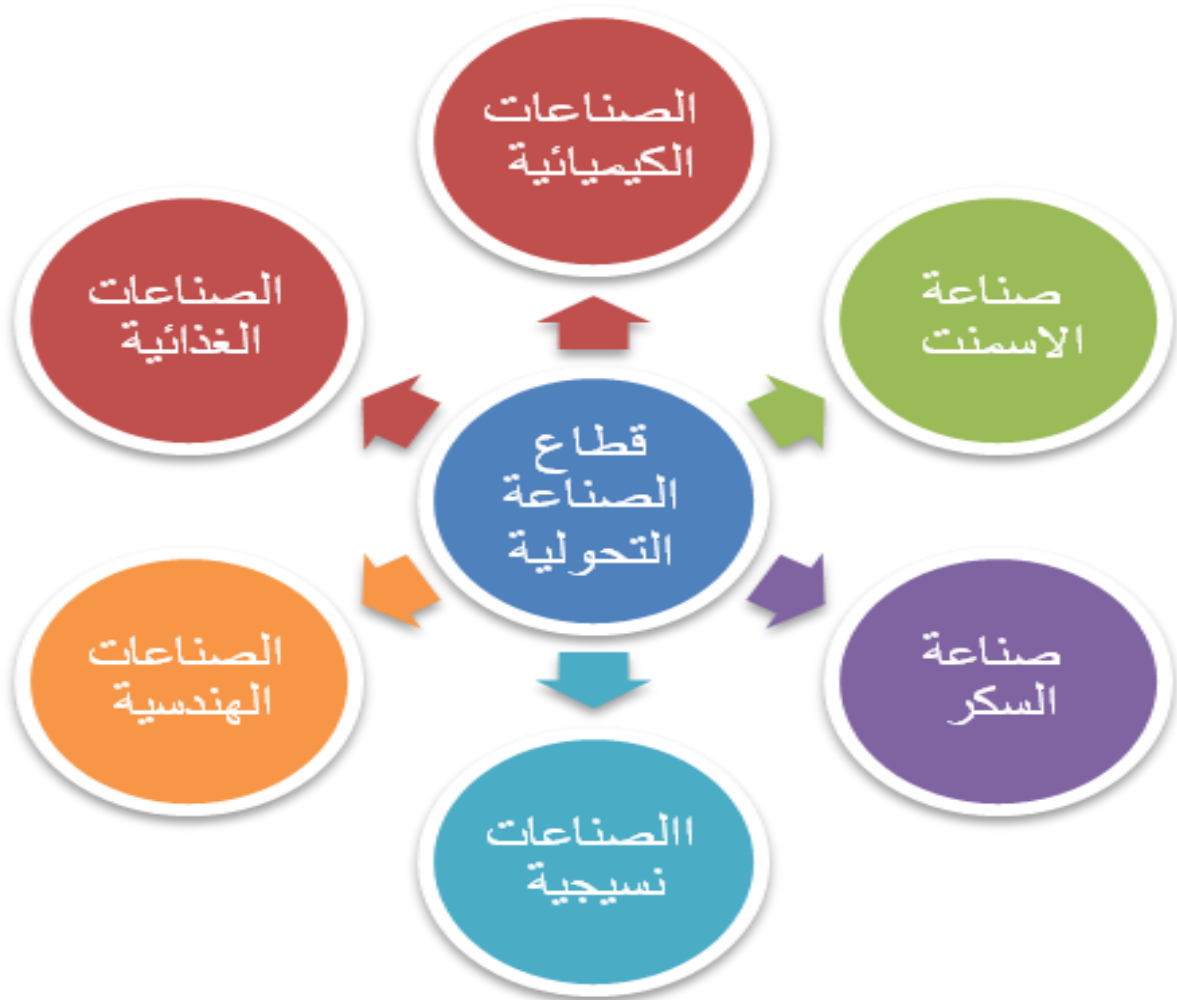 الصناعات
الكيميائية
صناعة
الاسمنت
الصناعات
الغذائية
قطاع
الصناعة
التحولية
صناعة
السكر
الصناعات
الهندسية
االصناعات
نسيجية